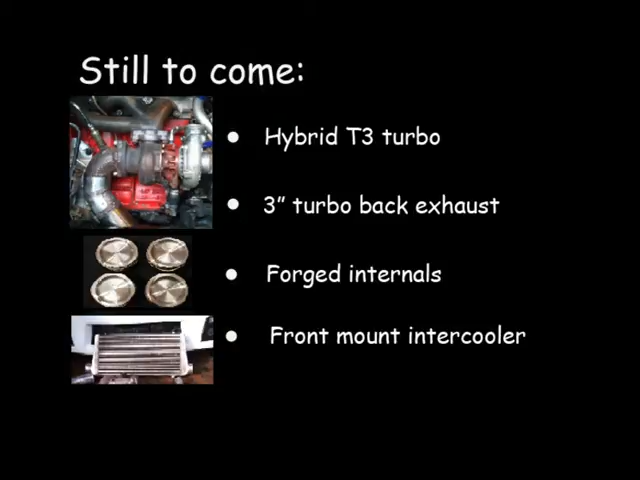 Still to come:
• Hybrid T3 turbo
• 3” turbo back exhaust
• Forged internals
• Front mount intercooler